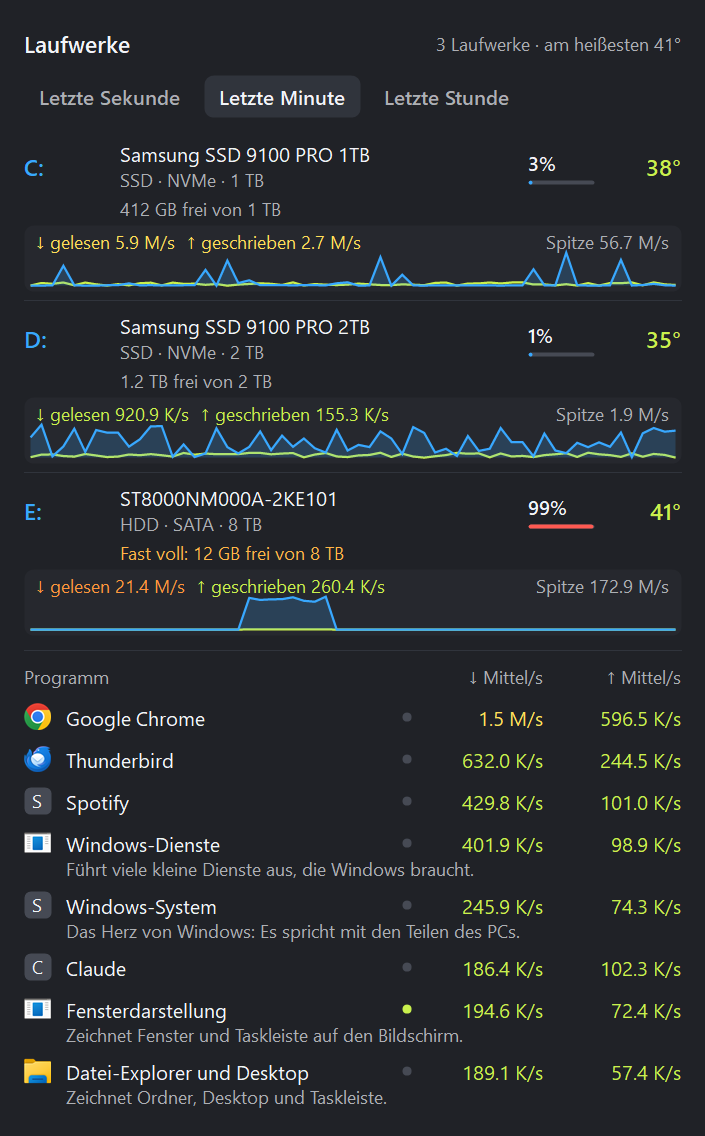 Laufwerke
3 Laufwerke · am heißesten 41°
Letzte Sekunde Letzte Minute Letzte Stunde
C:
Samsung SSD 9100 PRO 1TB
SSD · NVMe · 1 TB
412 GB frei von 1 TB
3%
38°
↓ gelesen 5.9 M/s ↑ geschrieben 2.7 M/s Spitze 56.7 M/s
D:
Samsung SSD 9100 PRO 2TB
SSD · NVMe · 2 TB
1.2 TB frei von 2 TB
1%
35°
↓ gelesen 920.9 K/s ↑ geschrieben 155.3 K/s Spitze 1.9 M/s
E:
ST8000NM000A-2KE101
HDD · SATA · 8 TB
Fast voll: 12 GB frei von 8 TB
99%
41°
↓ gelesen 21.4 M/s ↑ geschrieben 260.4 K/s Spitze 172.9 M/s
Programm ↓ Mittel/s ↑ Mittel/s
Google Chrome 1.5 M/s 596.5 K/s
Thunderbird 632.0 K/s 244.5 K/s
S Spotify 429.8 K/s 101.0 K/s
Windows-Dienste 401.9 K/s 98.9 K/s
Führt viele kleine Dienste aus, die Windows braucht.
S Windows-System 245.9 K/s 74.3 K/s
Das Herz von Windows: Es spricht mit den Teilen des PCs.
C Claude 186.4 K/s 102.3 K/s
Fensterdarstellung 194.6 K/s 72.4 K/s
Zeichnet Fenster und Taskleiste auf den Bildschirm.
Datei-Explorer und Desktop 189.1 K/s 57.4 K/s
Zeichnet Ordner, Desktop und Taskleiste.